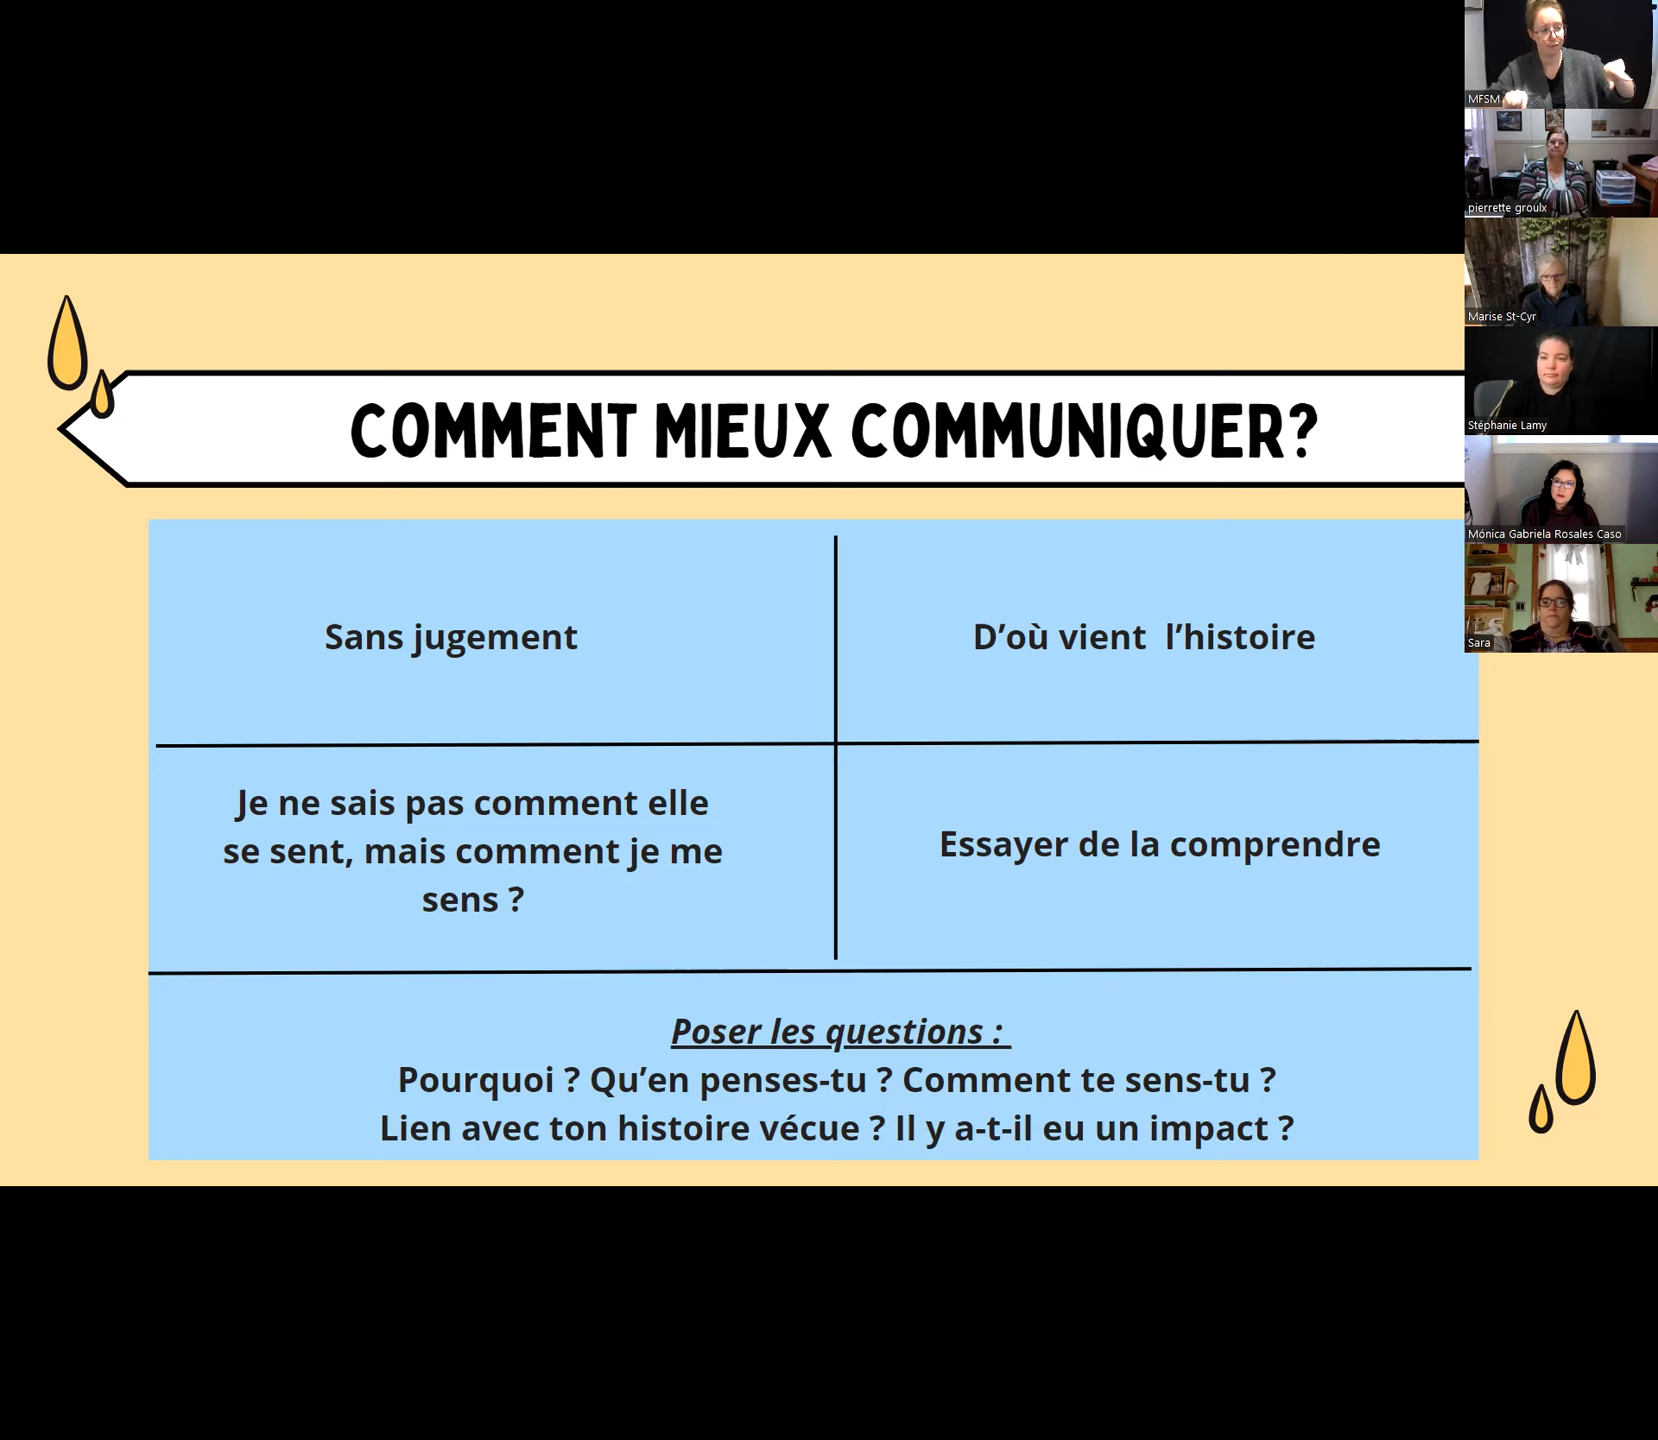 COMMENT MIEUX COMMUNIQUER?
Sans jugement
D’où vient  l’histoire
Je ne sais pas comment elle
se sent, mais comment je me
sens ?
Essayer de la comprendre
Poser les questions :
Pourquoi ? Qu’en penses-tu ? Comment te sens-tu ?
Lien avec ton histoire vécue ? Il y a-t-il eu un impact ?
MFSM
pierrette groulx
Marise St-Cyr
Stéphanie Lamy
Mónica Gabriela Rosales Caso
Sara